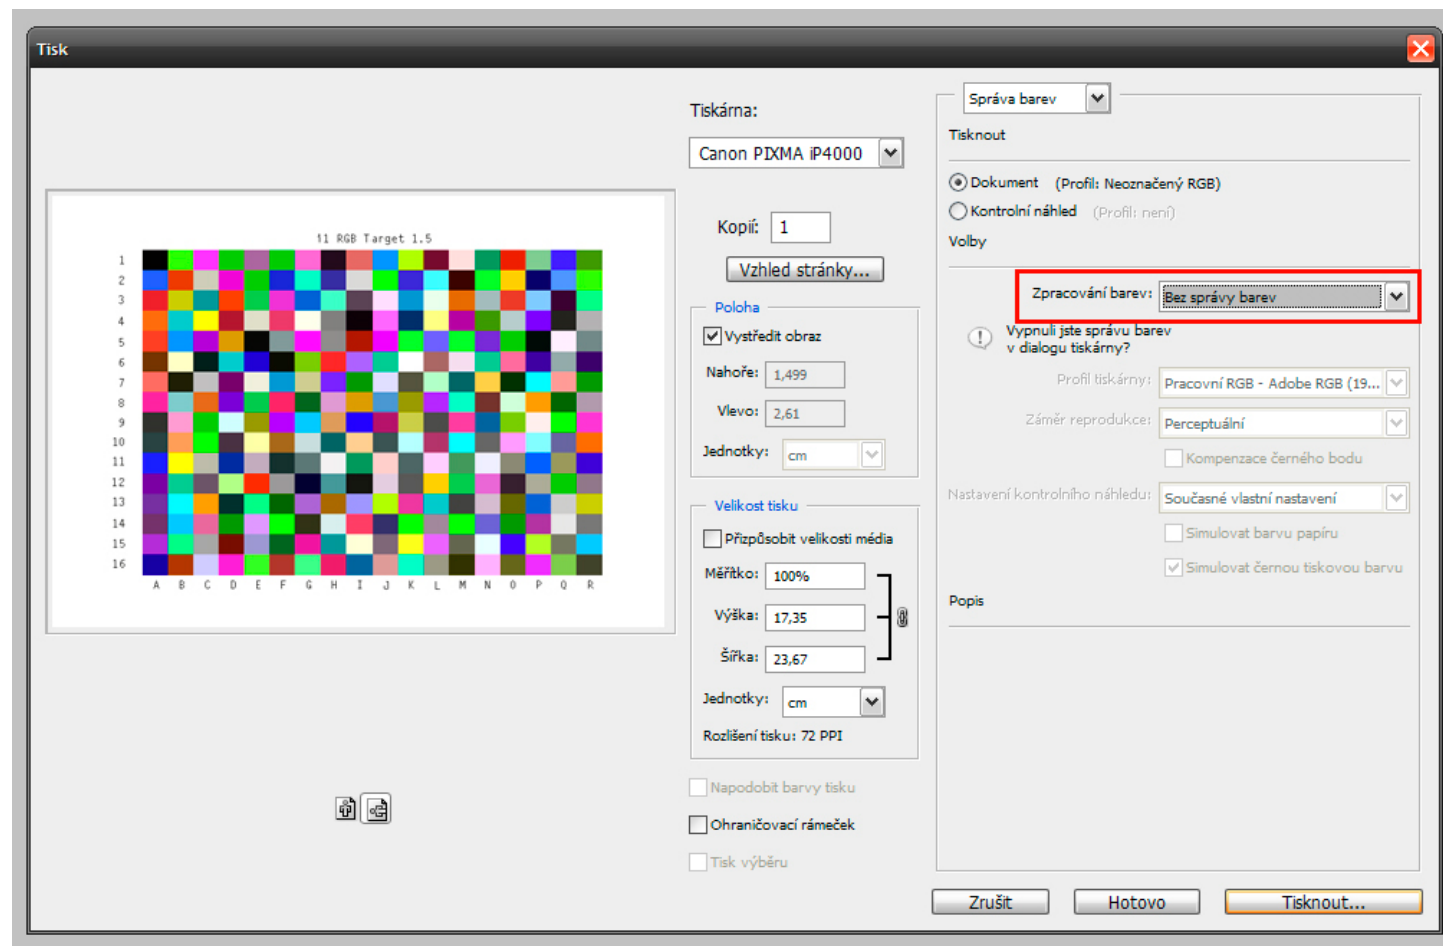 Tisk
11 RGB Target 1.5
1
2
3
4
5
6
7
8
9
10
11
12
13
14
15
16
A B C D E F G H I J K L M N O P Q R
Tiskárna:
Canon PIXMA iP4000
Kopií: 1
Vzhled stránky...
Poloha
Vystředit obraz
Nahoře: 1,499
Vlevo: 2,61
Jednotky: cm
Velikost tisku
Přizpůsobit velikosti média
Měřítko: 100%
Výška: 17,35
Šířka: 23,67
Jednotky: cm
Rozlišení tisku: 72 PPI
Napodobit barvy tisku
Ohraničovací rámeček
Tisk výběru
Správa barev
Tisknout
Dokument (Profil: Neoznačený RGB)
Kontrolní náhled (Profil: není)
Volby
Zpracování barev: Bez správy barev
Vypnuli jste správu barev
v dialogu tiskárny?
Profil tiskárny: Pracovní RGB - Adobe RGB (19...
Záměr reprodukce: Perceptuální
Kompenzace černého bodu
Nastavení kontrolního náhledu: Současné vlastní nastavení
Simulovat barvu papíru
Simulovat černou tiskovou barvu
Popis
Zrušit Hotovo Tisknout...